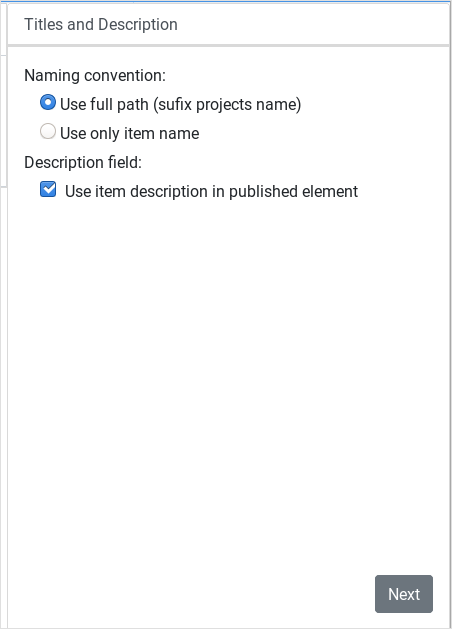 Titles and Description
Naming convention:
Use full path (sufix projects name)
Use only item name
Description field:
Use item description in published element
Next